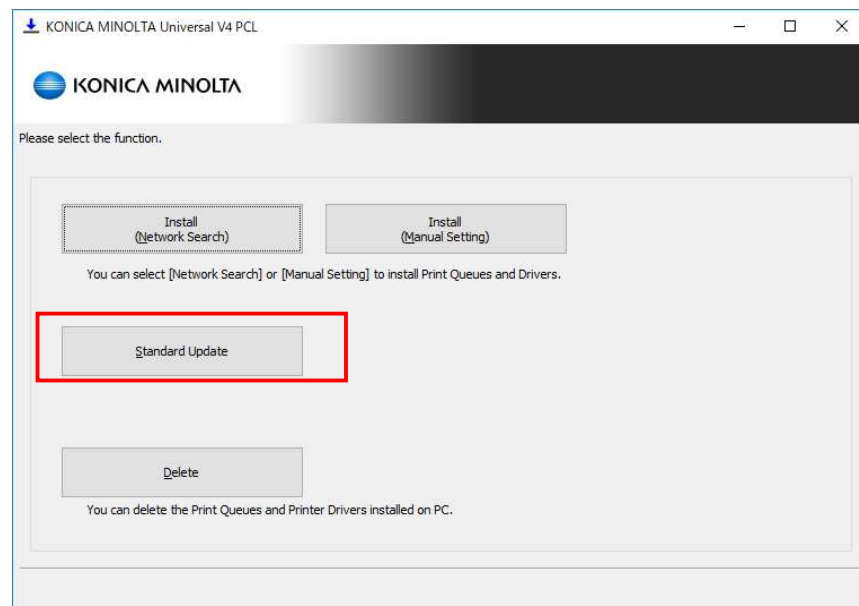 KONICA MINOLTA Universal V4 PCL
KONICA MINOLTA
Please select the function.
Install
(Network Search)
Install
(Manual Setting)
You can select [Network Search] or [Manual Setting] to install Print Queues and Drivers.
Standard Update
Delete
You can delete the Print Queues and Printer Drivers installed on PC.